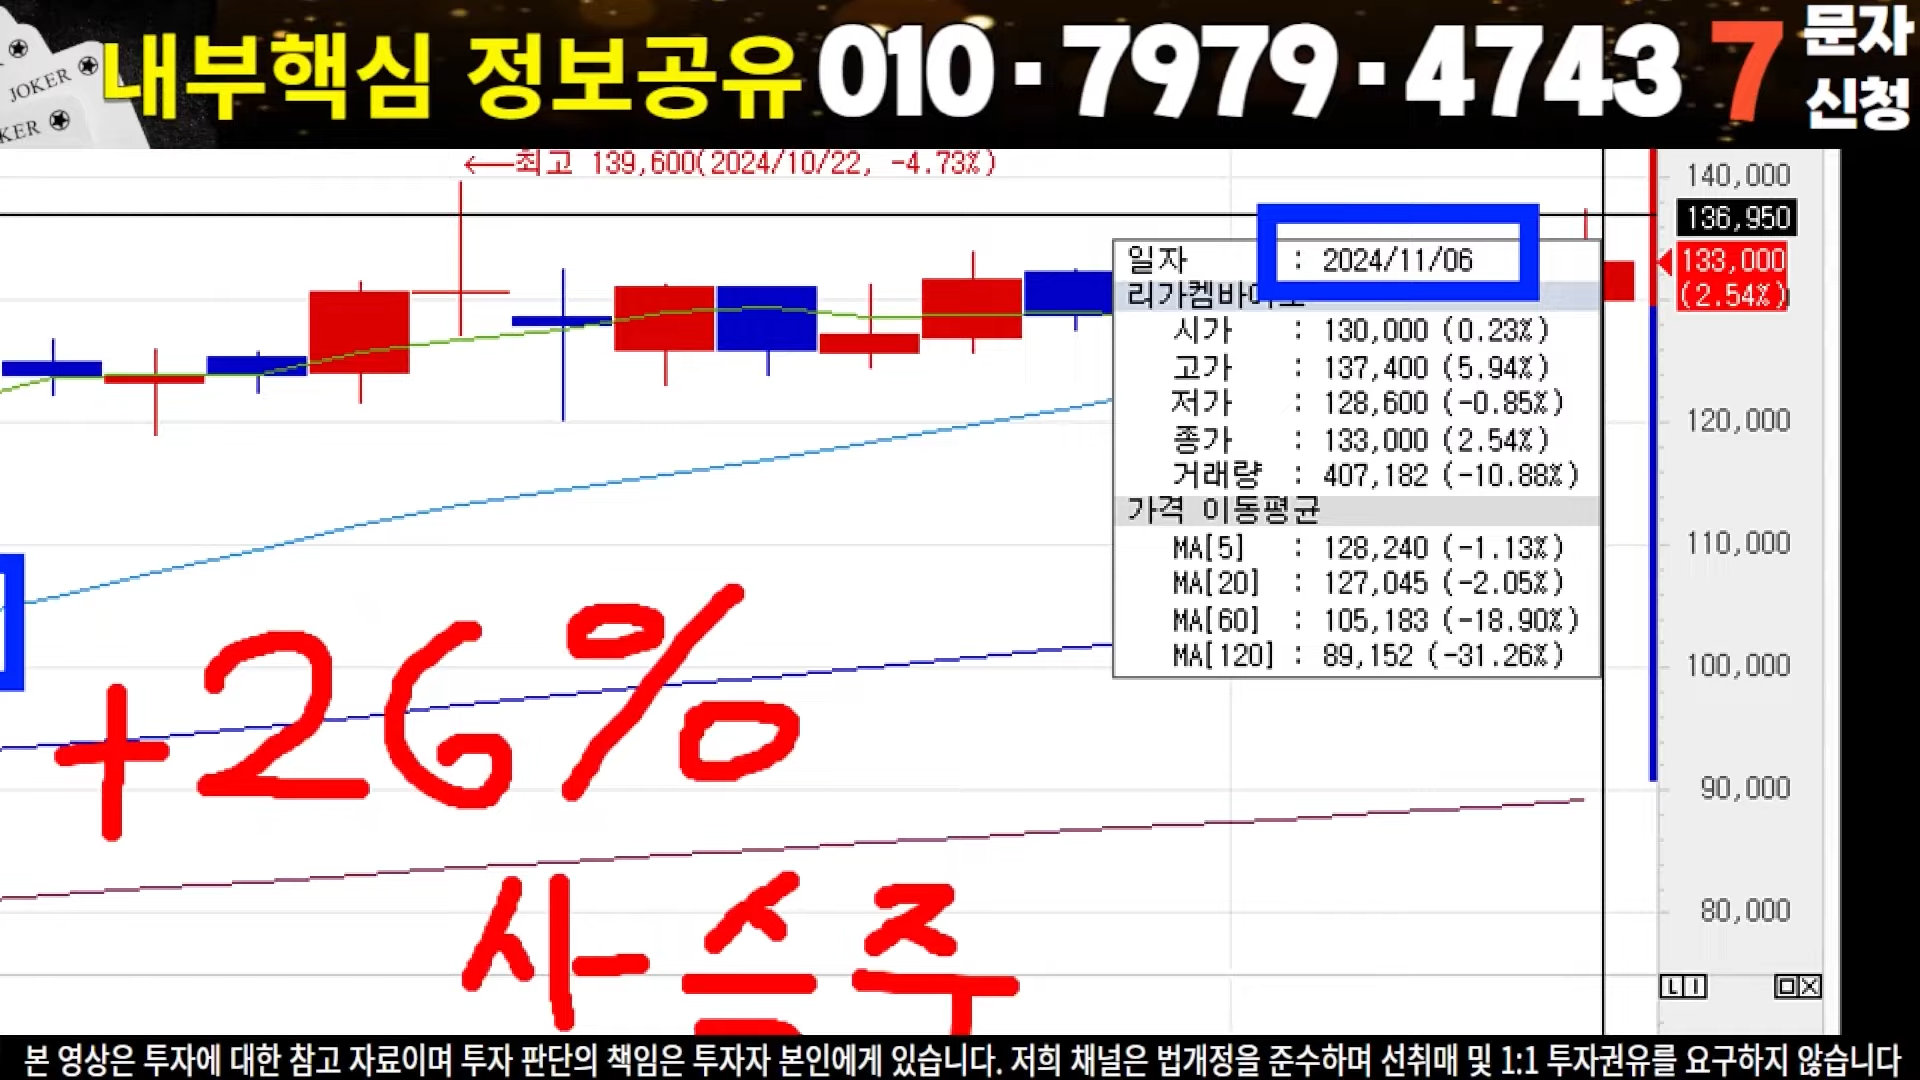 JOKER
KER
내부핵심 정보공유 010·7979·4743 7 문자
신청
←최고 139,600(2024/10/22, -4.73%)
140,000
136,950
133,000
(2.54%)
120,000
110,000
100,000
90,000
80,000
일자 : 2024/11/06
리가켐바이오
시가 : 130,000 (0.23%)
고가 : 137,400 (5.94%)
저가 : 128,600 (-0.85%)
종가 : 133,000 (2.54%)
거래량 : 407,182 (-10.88%)
가격 이동평균
MA[5] : 128,240 (-1.13%)
MA[20] : 127,045 (-2.05%)
MA[60] : 105,183 (-18.90%)
MA[120] : 89,152 (-31.26%)
+26%
L I
본 영상은 투자에 대한 참고 자료이며 투자 판단의 책임은 투자자 본인에게 있습니다. 저희 채널은 법개정을 준수하며 선취매 및 1:1 투자권유를 요구하지 않습니다